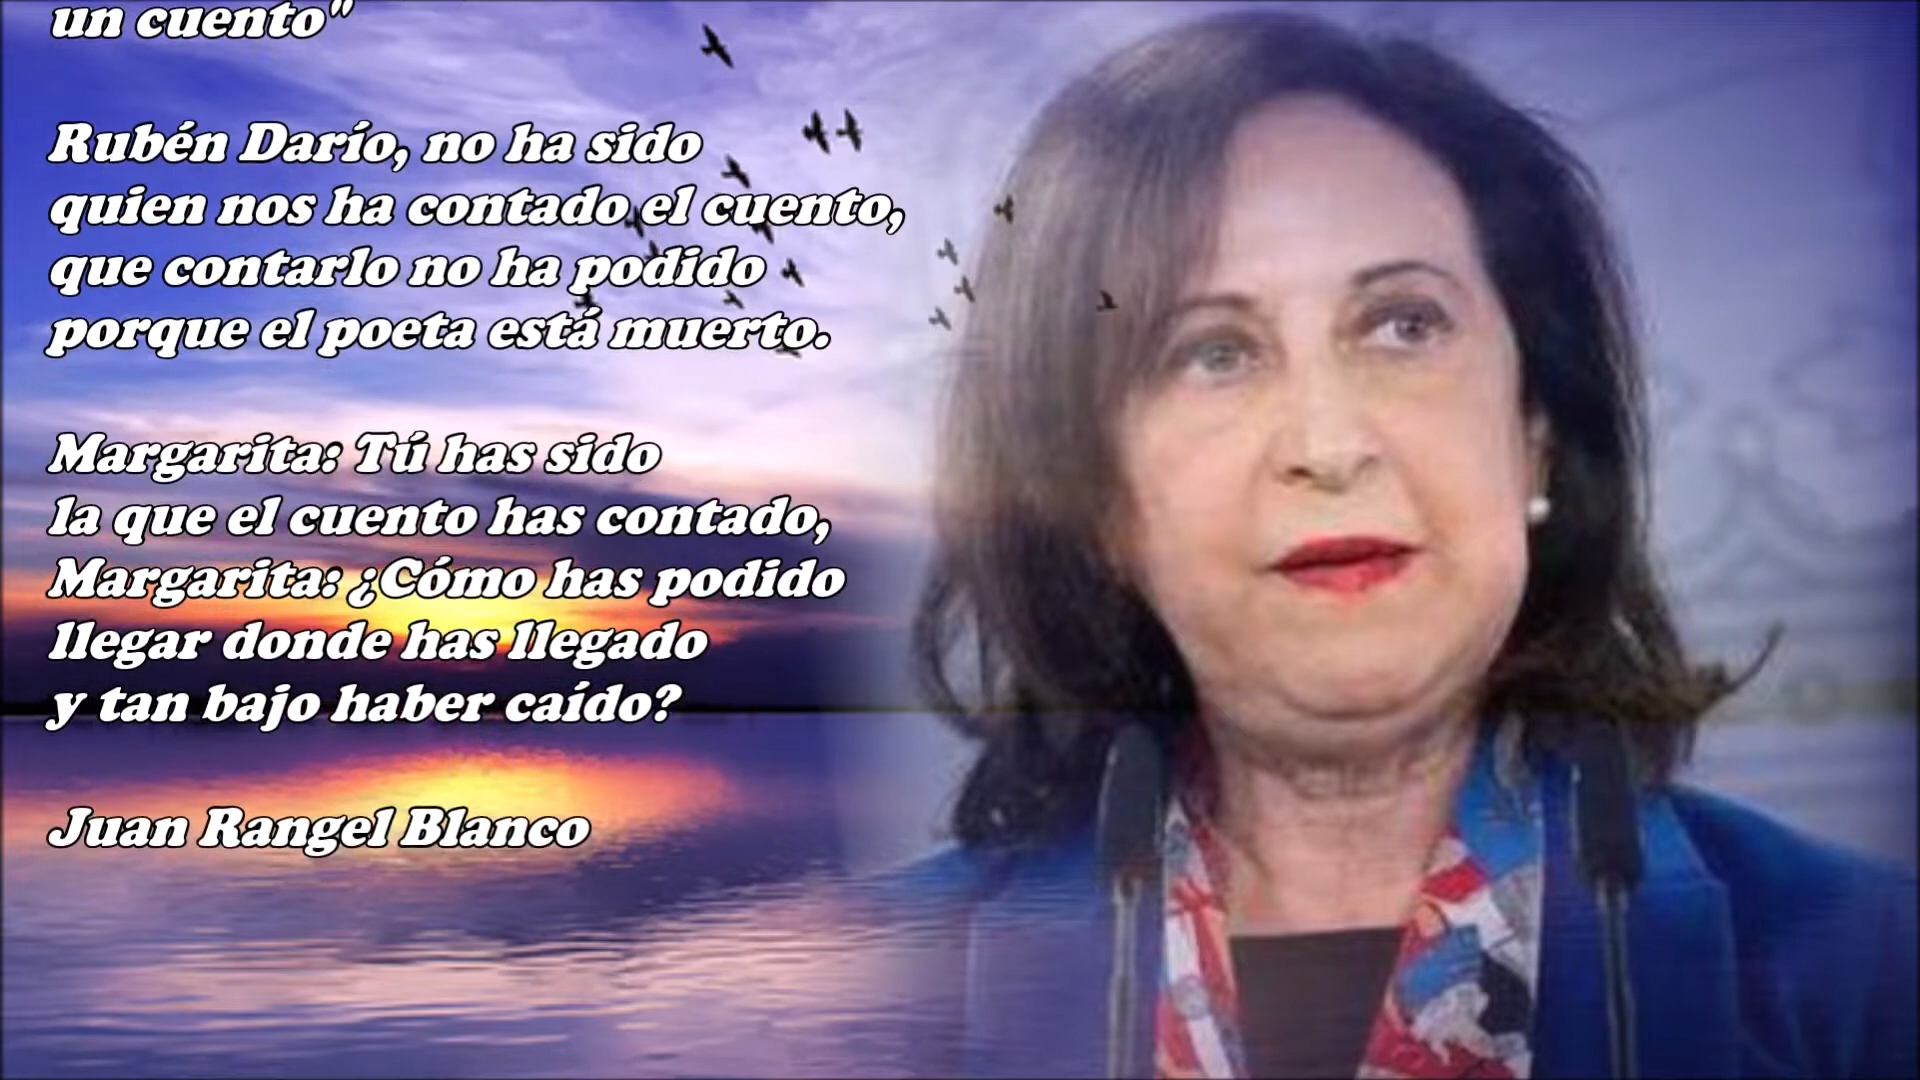 un cuento"
Rubén Darío, no ha sido
quien nos ha contado el cuento,
que contarlo no ha podido
porque el poeta está muerto.
Margarita: Tú has sido
la que el cuento has contado,
Margarita: ¿Cómo has podido
llegar donde has llegado
y tan bajo haber caído?
Juan Rangel Blanco